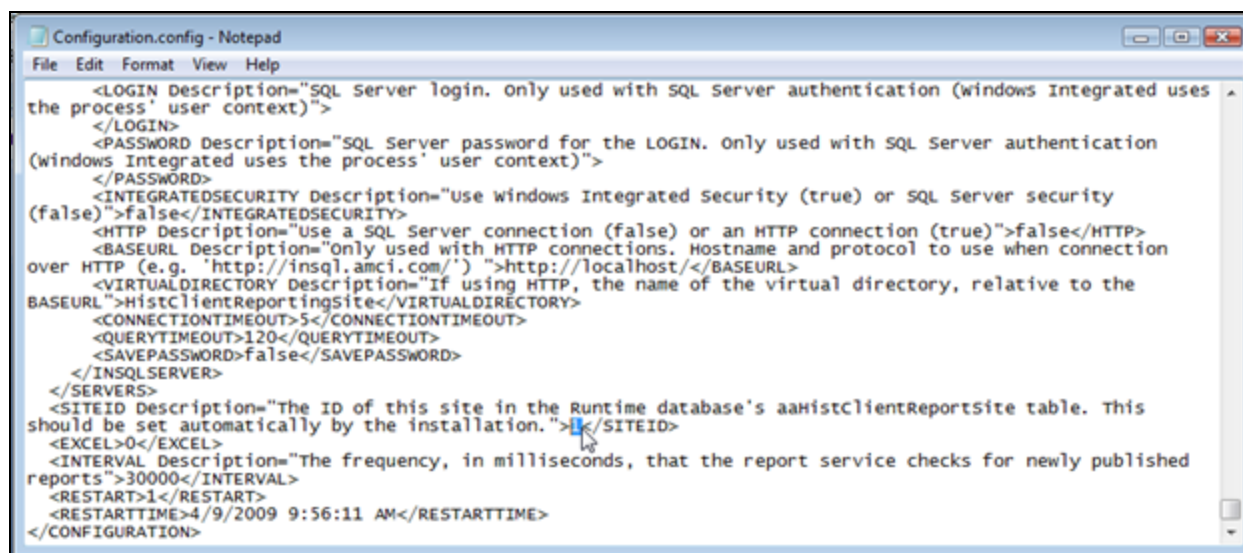 Configuration.config - Notepad
File Edit Format View Help
<LOGIN Description="SQL Server login. Only used with SQL Server authentication (Windows Integrated uses
the process' user context)">
</LOGIN>
<PASSWORD Description="SQL Server password for the LOGIN. Only used with SQL Server authentication
(Windows Integrated uses the process' user context)">
</PASSWORD>
<INTEGRATEDSECURITY Description="Use Windows Integrated Security (true) or SQL Server security
(false)">false</INTEGRATEDSECURITY>
<HTTP Description="Use a SQL Server connection (false) or an HTTP connection (true)">false</HTTP>
<BASEURL Description="Only used with HTTP connections. Hostname and protocol to use when connection
over HTTP (e.g. 'http://insql.amci.com/') ">http://localhost/</BASEURL>
<VIRTUALDIRECTORY Description="If using HTTP, the name of the virtual directory, relative to the
BASEURL">HistClientReportingSite</VIRTUALDIRECTORY>
<CONNECTIONTIMEOUT>5</CONNECTIONTIMEOUT>
<QUERYTIMEOUT>120</QUERYTIMEOUT>
<SAVEPASSWORD>false</SAVEPASSWORD>
</INSQLSERVER>
</SERVERS>
<SITEID Description="The ID of this site in the Runtime database's aaHistClientReportSite table. This
should be set automatically by the installation.">1</SITEID>
<EXCEL>0</EXCEL>
<INTERVAL Description="The frequency, in milliseconds, that the report service checks for newly published
reports">30000</INTERVAL>
<RESTART>1</RESTART>
<RESTARTTIME>4/9/2009 9:56:11 AM</RESTARTTIME>
</CONFIGURATION>